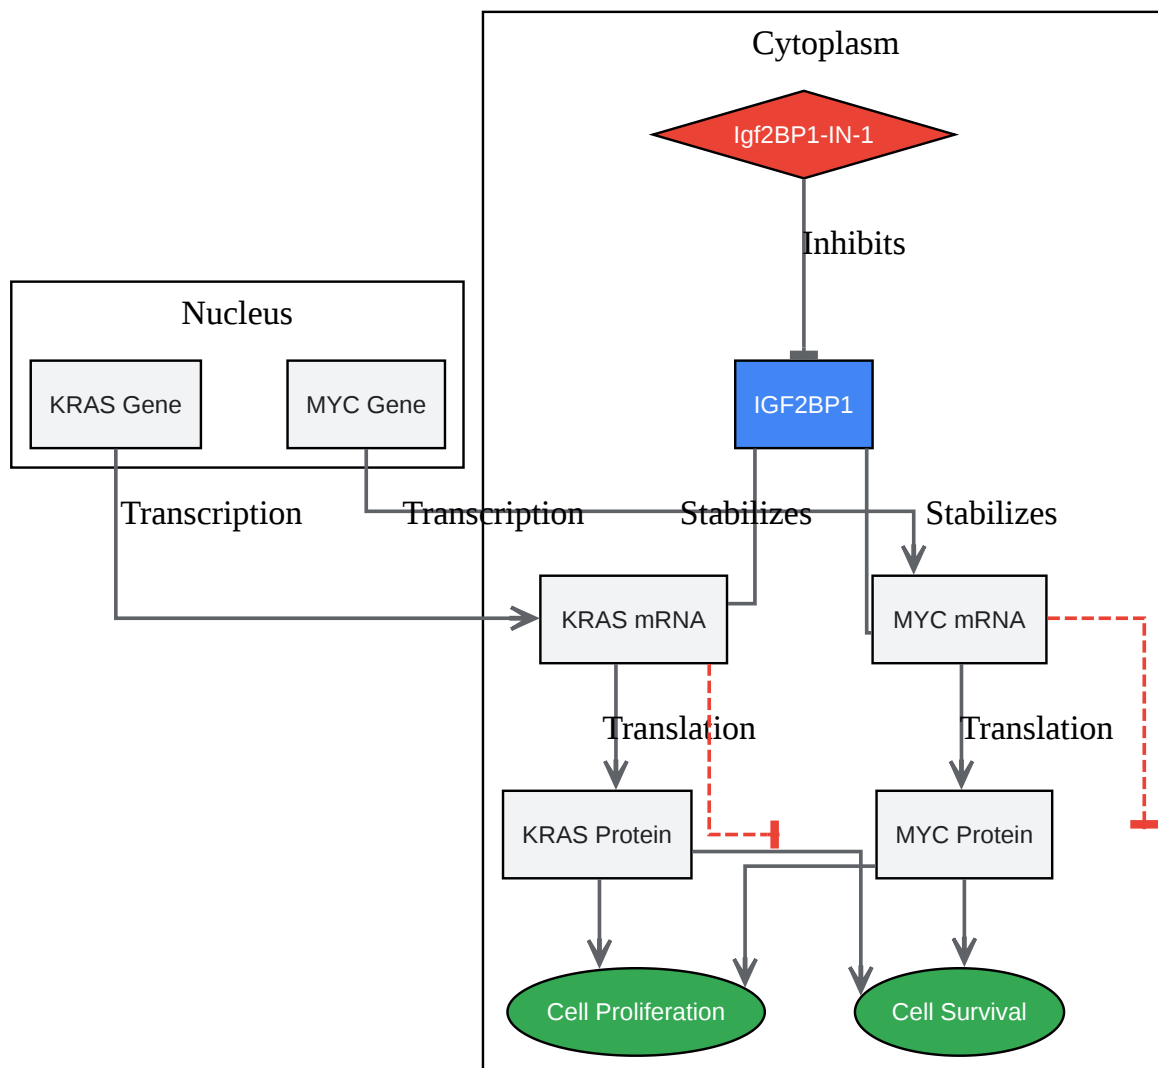 Cytoplasm
Igf2BP1-IN-1
Inhibits
Nucleus
KRAS Gene
MYC Gene
IGF2BP1
Transcription
Transcription
Stabilizes
Stabilizes
KRAS mRNA
MYC mRNA
Translation
Translation
KRAS Protein
MYC Protein
Cell Proliferation
Cell Survival